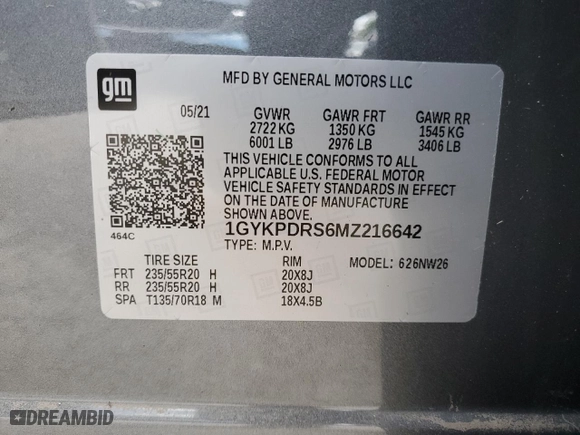 gm
MFD BY GENERAL MOTORS LLC
05/21 GVWR GAWR FRT GAWR RR
2722 KG 1350 KG 1545 KG
6001 LB 2976 LB 3406 LB
THIS VEHICLE CONFORMS TO ALL
APPLICABLE U.S. FEDERAL MOTOR
VEHICLE SAFETY STANDARDS IN EFFECT
ON THE DATE OF MANUFACTURE
SHOWN ABOVE.
464C
1GYKPDRS6MZ216642
TYPE: M.P.V.
TIRE SIZE RIM MODEL: 626NW26
FRT 235/55R20 H 20X8J
RR 235/55R20 H 20X8J
SPA T135/70R18 M 18X4.5B
DREAMBID